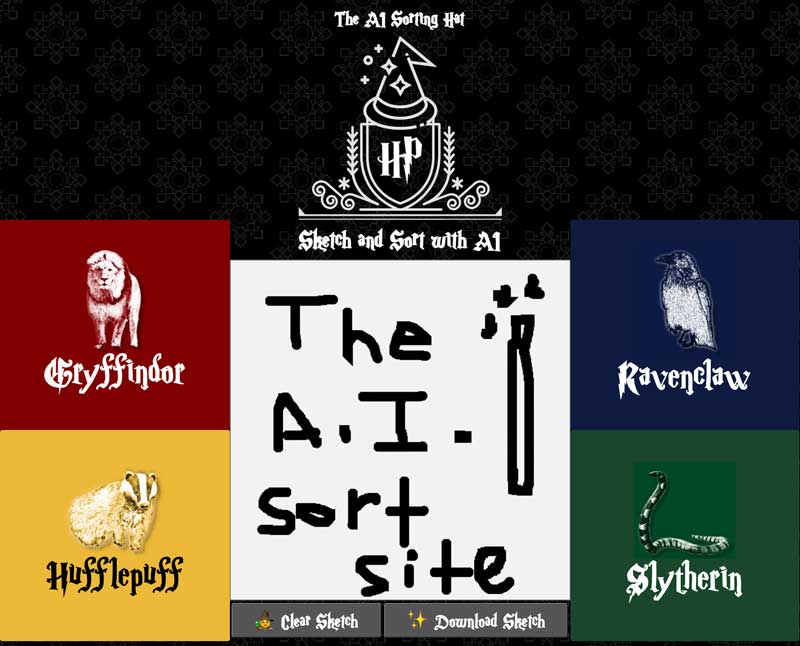 The AI Sorting Hat
HP
Sketch and Sort with AI
Gryffindor
Hufflepuff
The
A.I.
sort
site
Ravenclaw
Slytherin
Clear Sketch
Download Sketch